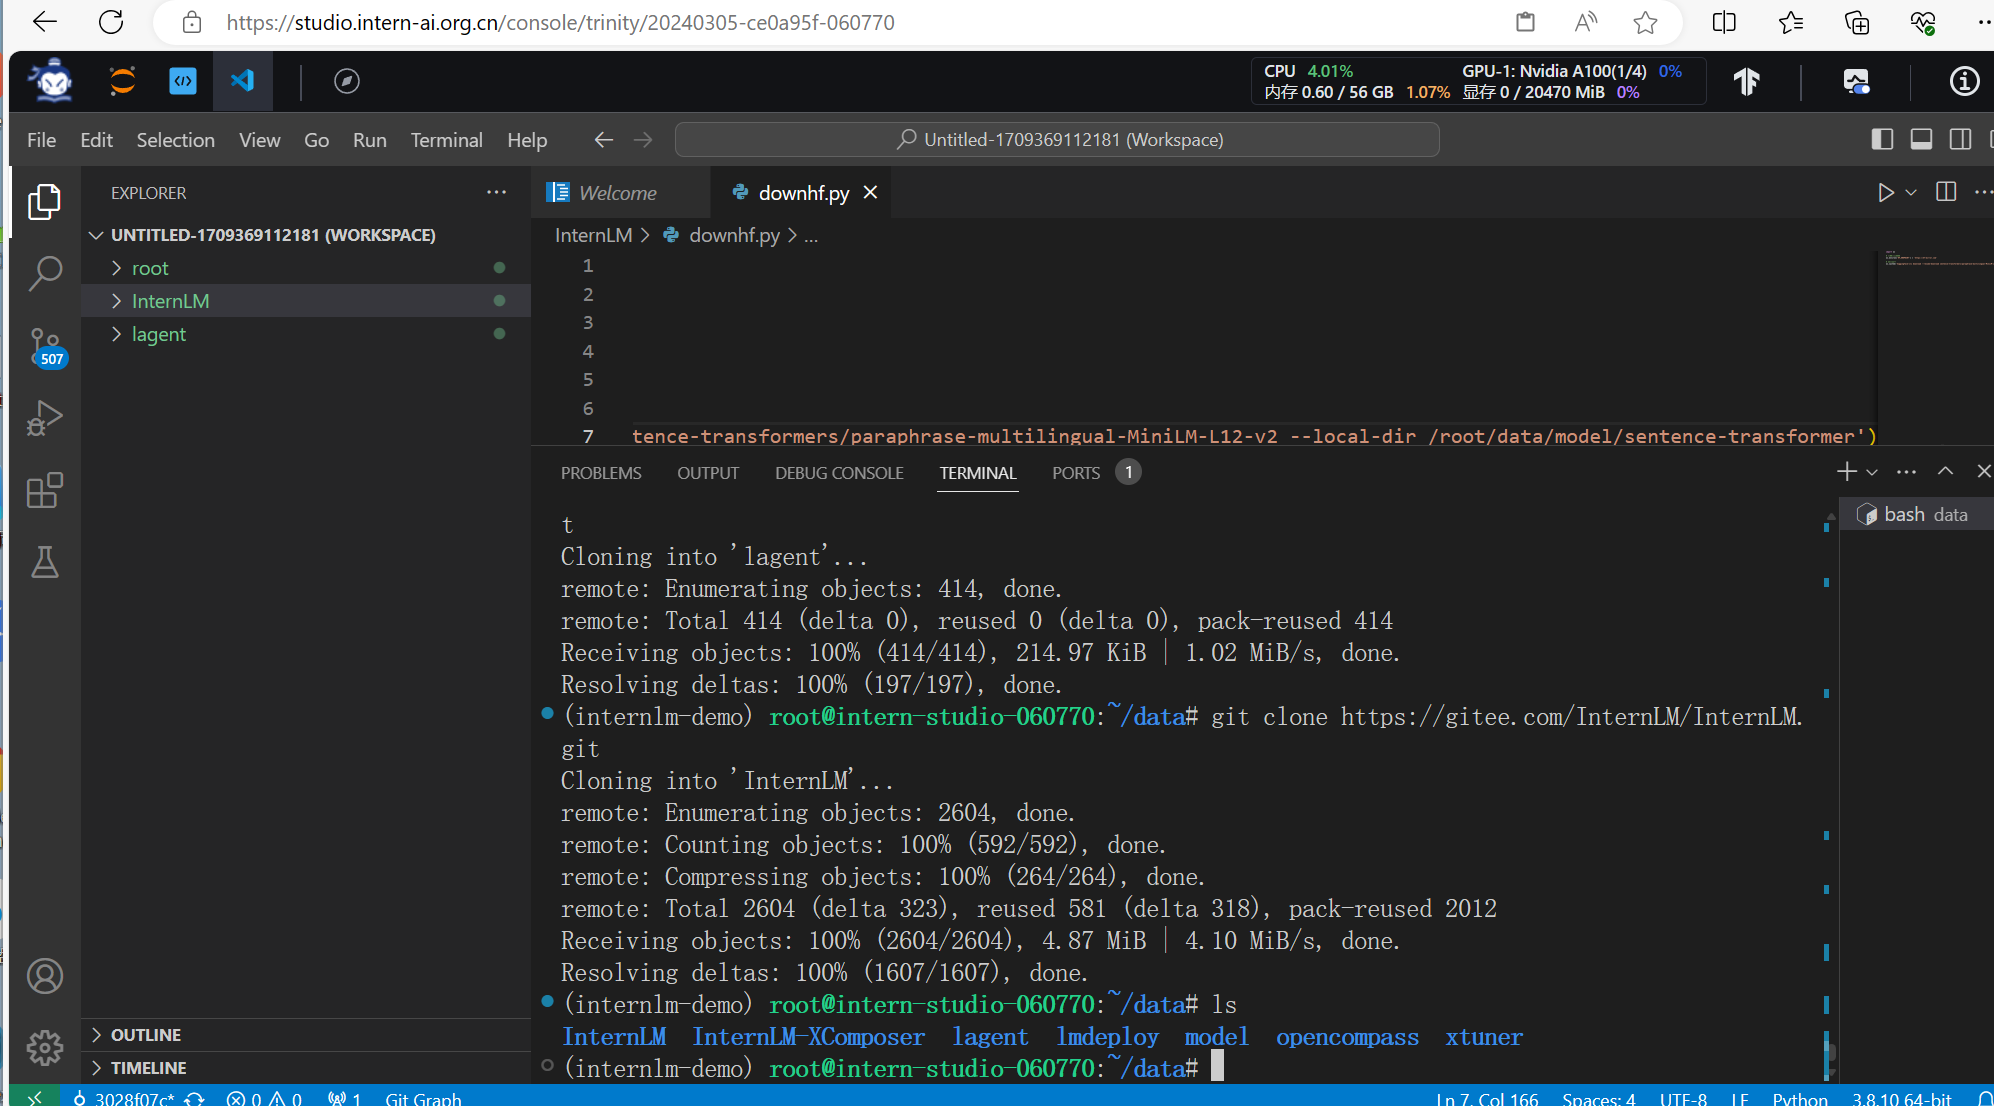 https://studio.intern-ai.org.cn/console/trinity/20240305-ce0a95f-060770
CPU 4.01% GPU-1: Nvidia A100(1/4) 0%
内存 0.60 / 56 GB 1.07% 显存 0 / 20470 MiB 0%
File Edit Selection View Go Run Terminal Help Untitled-1709369112181 (Workspace)
EXPLORER
Welcome downhf.py
UNTITLED-1709369112181 (WORKSPACE)
InternLM > downhf.py > ...
root
InternLM
lagent
507
1
2
3
4
5
6
7 tence-transformers/paraphrase-multilingual-MiniLM-L12-v2 --local-dir /root/data/model/sentence-transformer')
PROBLEMS OUTPUT DEBUG CONSOLE TERMINAL PORTS 1
bash data
t
Cloning into 'lagent'...
remote: Enumerating objects: 414, done.
remote: Total 414 (delta 0), reused 0 (delta 0), pack-reused 414
Receiving objects: 100% (414/414), 214.97 KiB | 1.02 MiB/s, done.
Resolving deltas: 100% (197/197), done.
(internlm-demo) root@intern-studio-060770:~/data# git clone https://gitee.com/InternLM/InternLM.
git
Cloning into 'InternLM'...
remote: Enumerating objects: 2604, done.
remote: Counting objects: 100% (592/592), done.
remote: Compressing objects: 100% (264/264), done.
remote: Total 2604 (delta 323), reused 581 (delta 318), pack-reused 2012
Receiving objects: 100% (2604/2604), 4.87 MiB | 4.10 MiB/s, done.
Resolving deltas: 100% (1607/1607), done.
(internlm-demo) root@intern-studio-060770:~/data# ls
InternLM InternLM-XComposer lagent lmdeploy model opencompass xtuner
(internlm-demo) root@intern-studio-060770:~/data#
OUTLINE
TIMELINE
3028f07c* 0 0 1 Git Graph Ln 7, Col 166 Spaces: 4 UTF-8 LF Python 3.8.10 64-bit